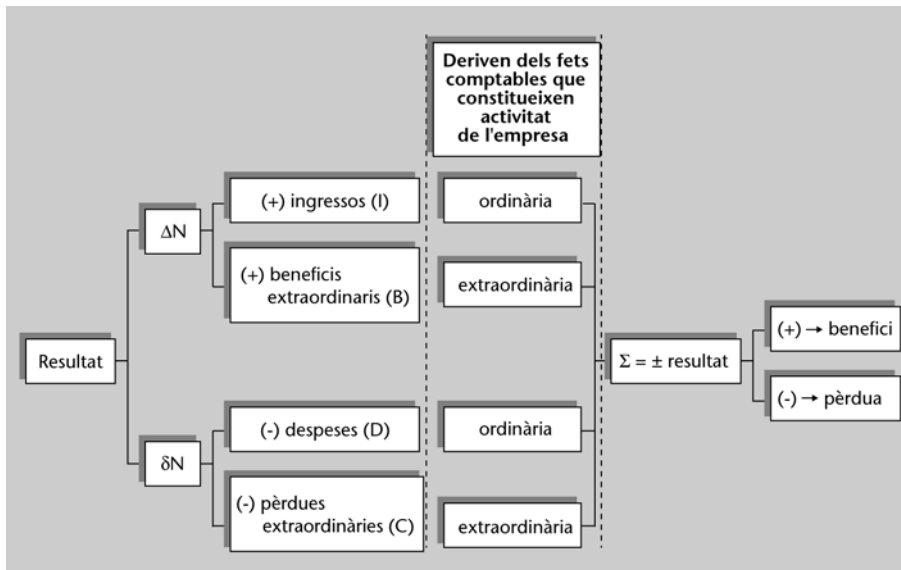 Deriven dels fets
comptables que
constitueixen
activitat
de l'empresa
(+) ingressos (I)
ordinària
ΔN
(+) beneficis
extraordinaris (B)
extraordinària
Resultat
Σ = ± resultat
(+) → benefici
(-) → pèrdua
(-) despeses (D)
ordinària
δN
(-) pèrdues
extraordinàries (C)
extraordinària